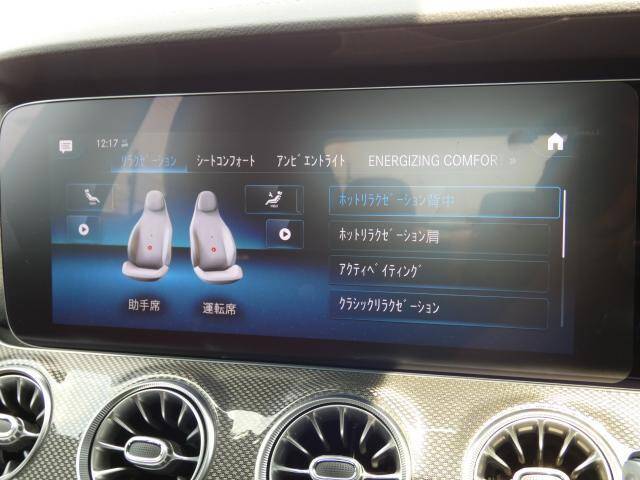 12:17
リラクゼーション シートコンフォート アンビエントライト ENERGIZING COMFOR »
ホットリラクゼーション背中
ホットリラクゼーション肩
アクティベイティング
クラシックリラクゼーション
助手席 運転席